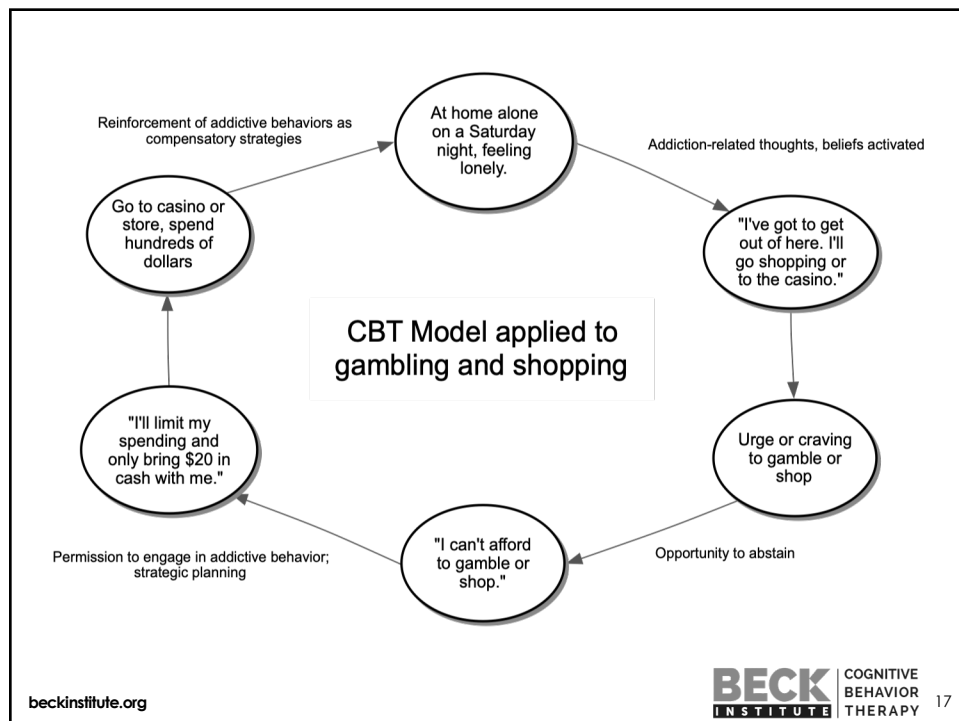 At home alone
on a Saturday
night, feeling
lonely.
Addiction-related thoughts, beliefs activated
"I've got to get
out of here. I'll
go shopping or
to the casino."
Urge or craving
to gamble or
shop
Opportunity to abstain
"I can't afford
to gamble or
shop."
Permission to engage in addictive behavior;
strategic planning
"I'll limit my
spending and
only bring $20 in
cash with me."
Go to casino or
store, spend
hundreds of
dollars
Reinforcement of addictive behaviors as
compensatory strategies
CBT Model applied to
gambling and shopping
beckinstitute.org
BECK
INSTITUTE
COGNITIVE
BEHAVIOR
THERAPY
17